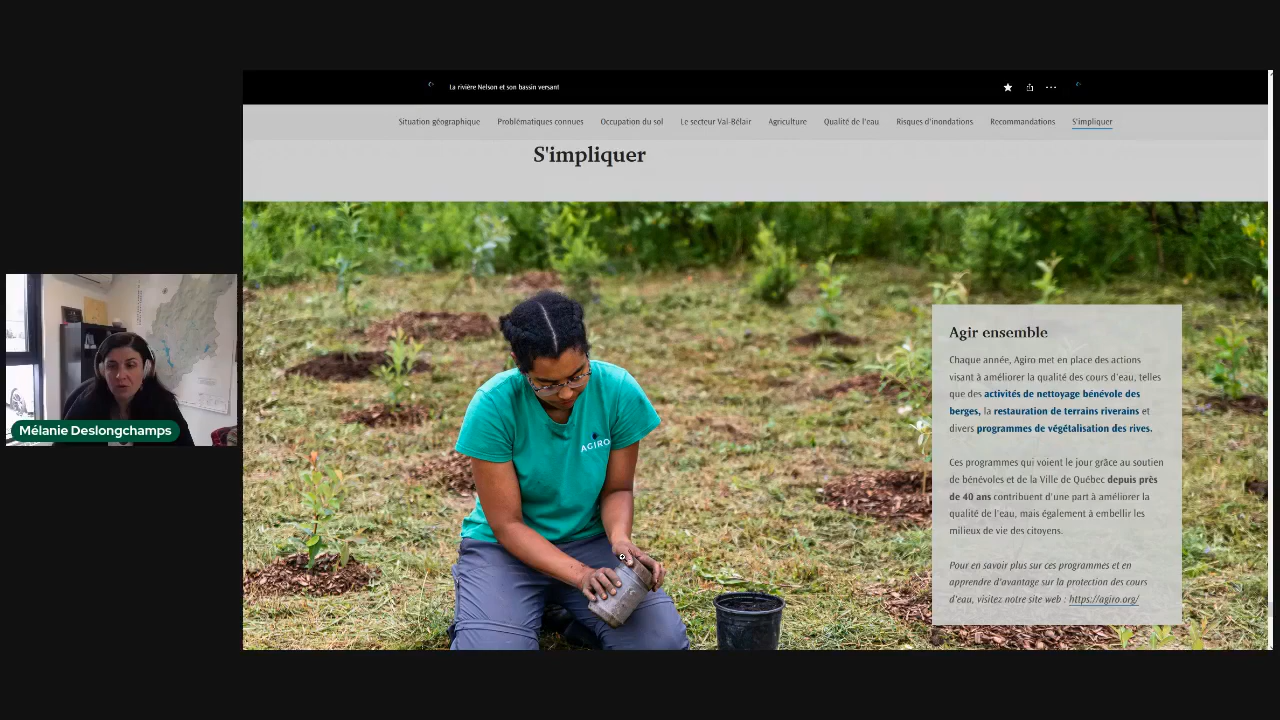 La rivière Nelson et son bassin versant
Situation géographique Problématiques connues Occupation du sol Le secteur Val-Bélair Agriculture Qualité de l'eau Risques d'inondations Recommandations S'impliquer
S'impliquer
Agir ensemble
Chaque année, Agiro met en place des actions
visant à améliorer la qualité des cours d'eau, telles
que des activités de nettoyage bénévole des
berges, la restauration de terrains riverains et
divers programmes de végétalisation des rives.
Ces programmes qui voient le jour grâce au soutien
de bénévoles et de la Ville de Québec depuis près
de 40 ans contribuent d'une part à améliorer la
qualité de l'eau, mais également à embellir les
milieux de vie des citoyens.
Pour en savoir plus sur ces programmes et en
apprendre d'avantage sur la protection des cours
d'eau, visitez notre site web : https://agiro.org/
AGIRO
Mélanie Deslongchamps